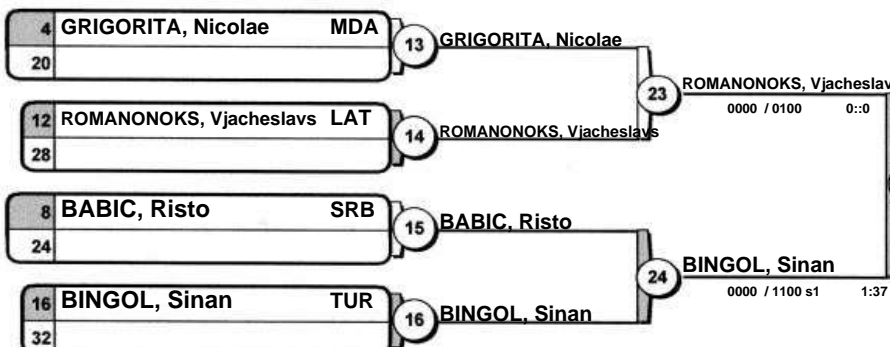 4 GRIGORITA, Nicolae MDA
20
13 GRIGORITA, Nicolae
12 ROMANONOKS, Vjacheslavs LAT
28
14 ROMANONOKS, Vjacheslavs
23 ROMANONOKS, Vjacheslav
0000 / 0100 0::0
8 BABIC, Risto SRB
24
15 BABIC, Risto
16 BINGOL, Sinan TUR
32
16 BINGOL, Sinan
24 BINGOL, Sinan
0000 / 1100 s1 1:37